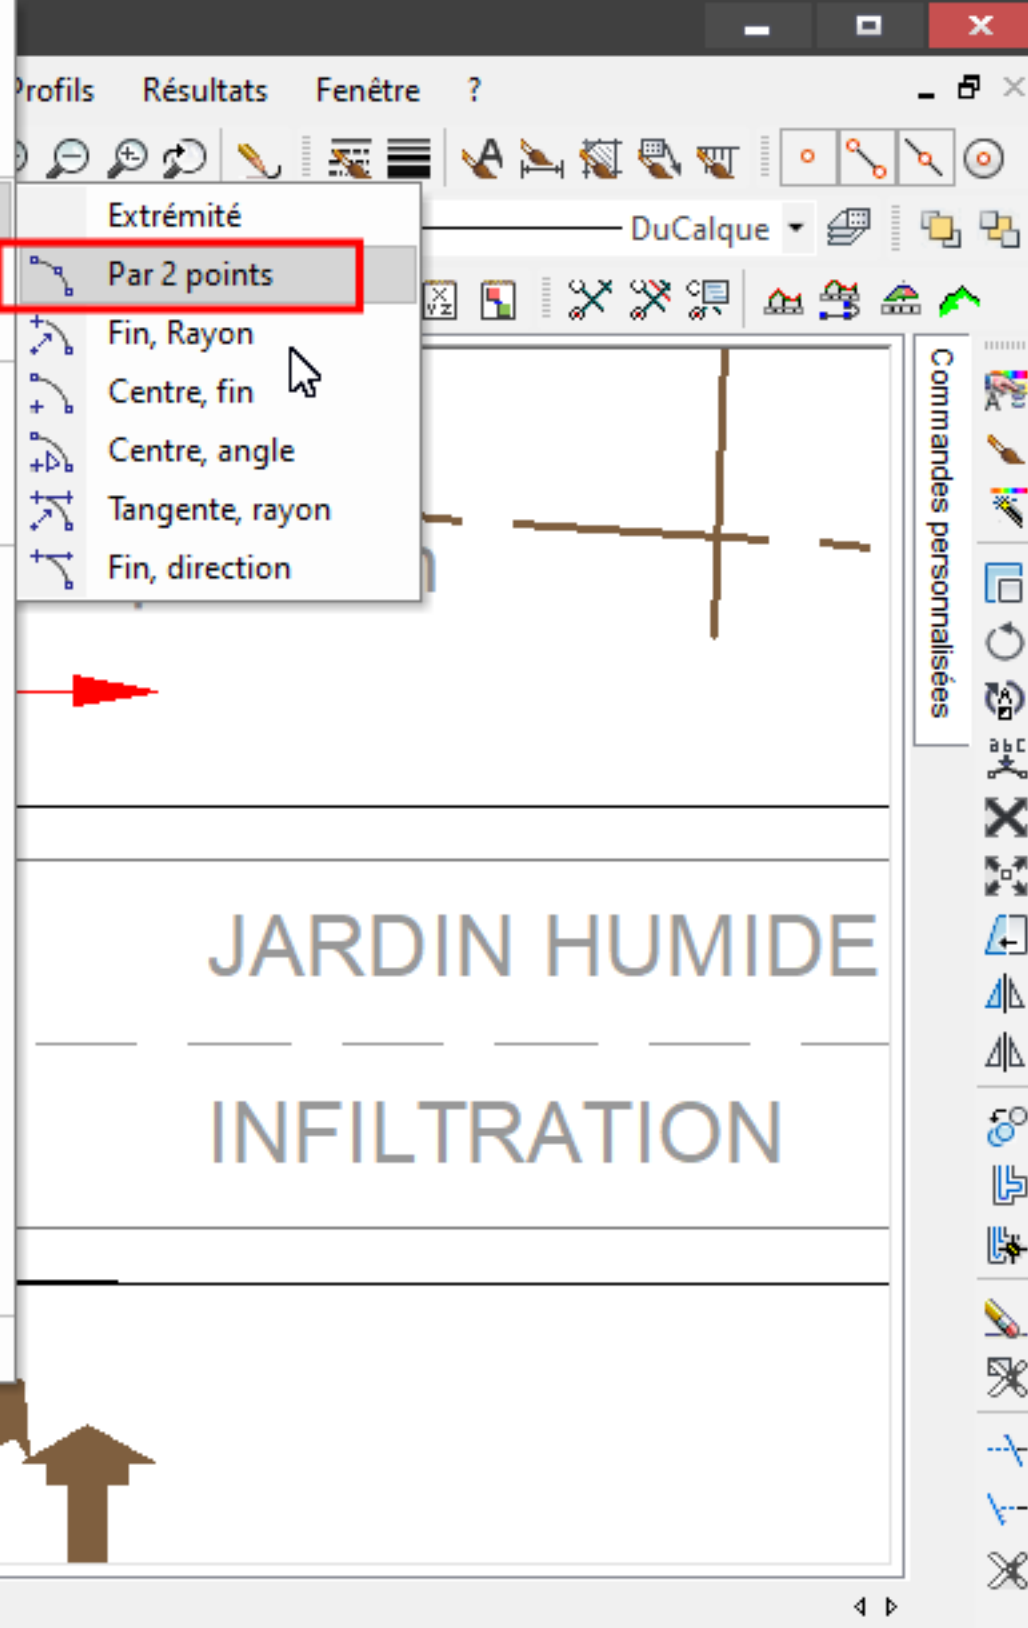 Profils Résultats Fenêtre ?
Extrémité
DuCalque
Par 2 points
Fin, Rayon
Centre, fin
Centre, angle
Tangente, rayon
Fin, direction
Commandes personnalisées
JARDIN HUMIDE
INFILTRATION